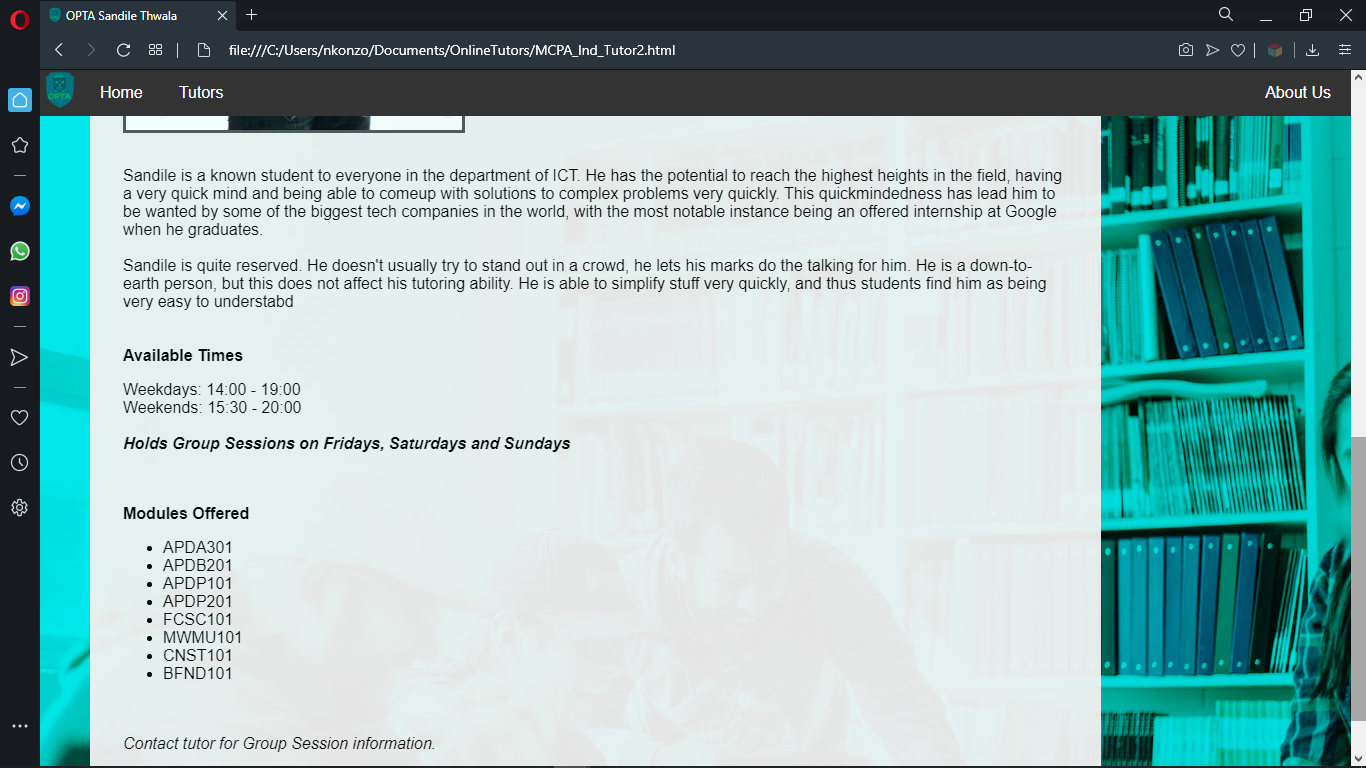 OPTA Sandile Thwala
file:///C:/Users/nkonzo/Documents/OnlineTutors/MCPA_Ind_Tutor2.html
OPTA
Home
Tutors
About Us
Sandile is a known student to everyone in the department of ICT. He has the potential to reach the highest heights in the field, having
a very quick mind and being able to comeup with solutions to complex problems very quickly. This quickmindedness has lead him to
be wanted by some of the biggest tech companies in the world, with the most notable instance being an offered internship at Google
when he graduates.
Sandile is quite reserved. He doesn't usually try to stand out in a crowd, he lets his marks do the talking for him. He is a down-to-
earth person, but this does not affect his tutoring ability. He is able to simplify stuff very quickly, and thus students find him as being
very easy to understabd
Available Times
Weekdays: 14:00 - 19:00
Weekends: 15:30 - 20:00
Holds Group Sessions on Fridays, Saturdays and Sundays
Modules Offered
• APDA301
• APDB201
• APDP101
• APDP201
• FCSC101
• MWMU101
• CNST101
• BFND101
Contact tutor for Group Session information.